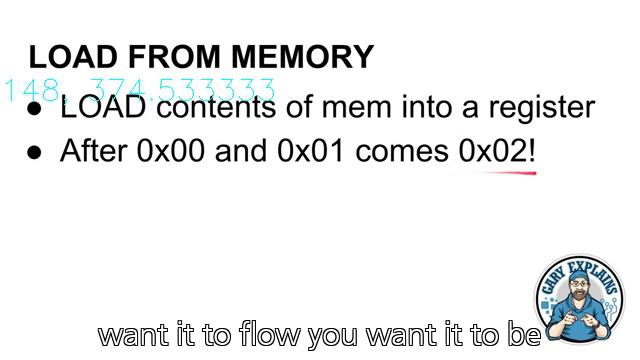 LOAD FROM MEMORY
148, 374.533333
● LOAD contents of mem into a register
● After 0x00 and 0x01 comes 0x02!
GARY EXPLAINS
want it to flow you want it to be